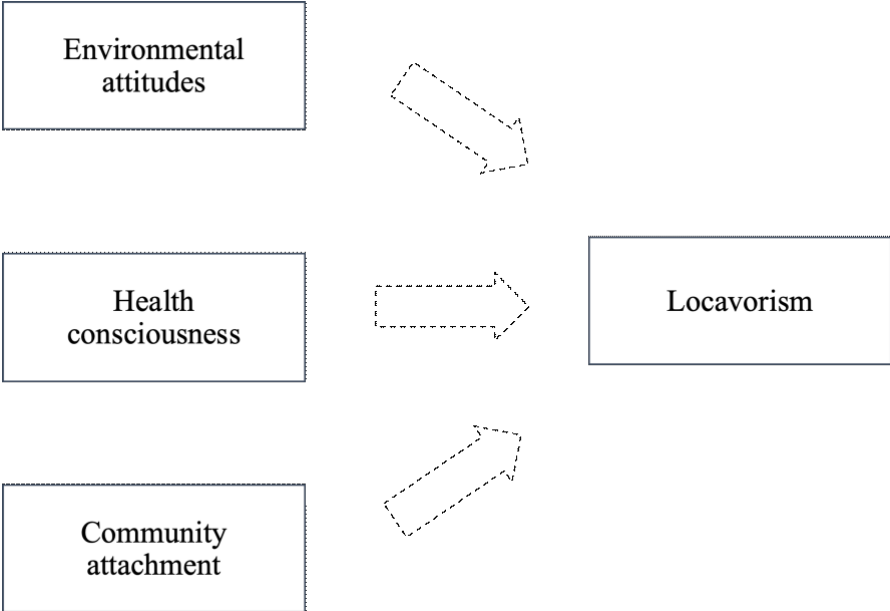 Environmental
attitudes
Health
consciousness
Locavorism
Community
attachment